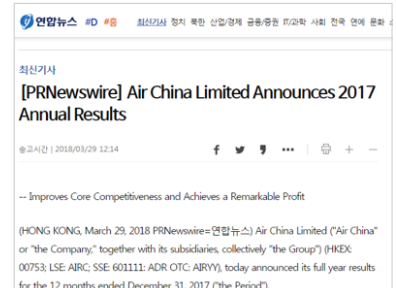 연합뉴스 #D #흥 최신기사 정치 북한 산업/경제 금융/증권 IT/과학 사회 전국 연예 문화
최신기사
[PRNewswire] Air China Limited Announces 2017
Annual Results
송고시간 | 2018/03/29 12:14
-- Improves Core Competitiveness and Achieves a Remarkable Profit
(HONG KONG, March 29, 2018 PRNewswire=연합뉴스) Air China Limited ("Air China"
or "the Company," together with its subsidiaries, collectively "the Group") (HKEX:
00753; LSE: AIRC; SSE: 601111: ADR OTC: AIRYY), today announced its full year results
for the 12 months ended December 31, 2017 ("the Period").